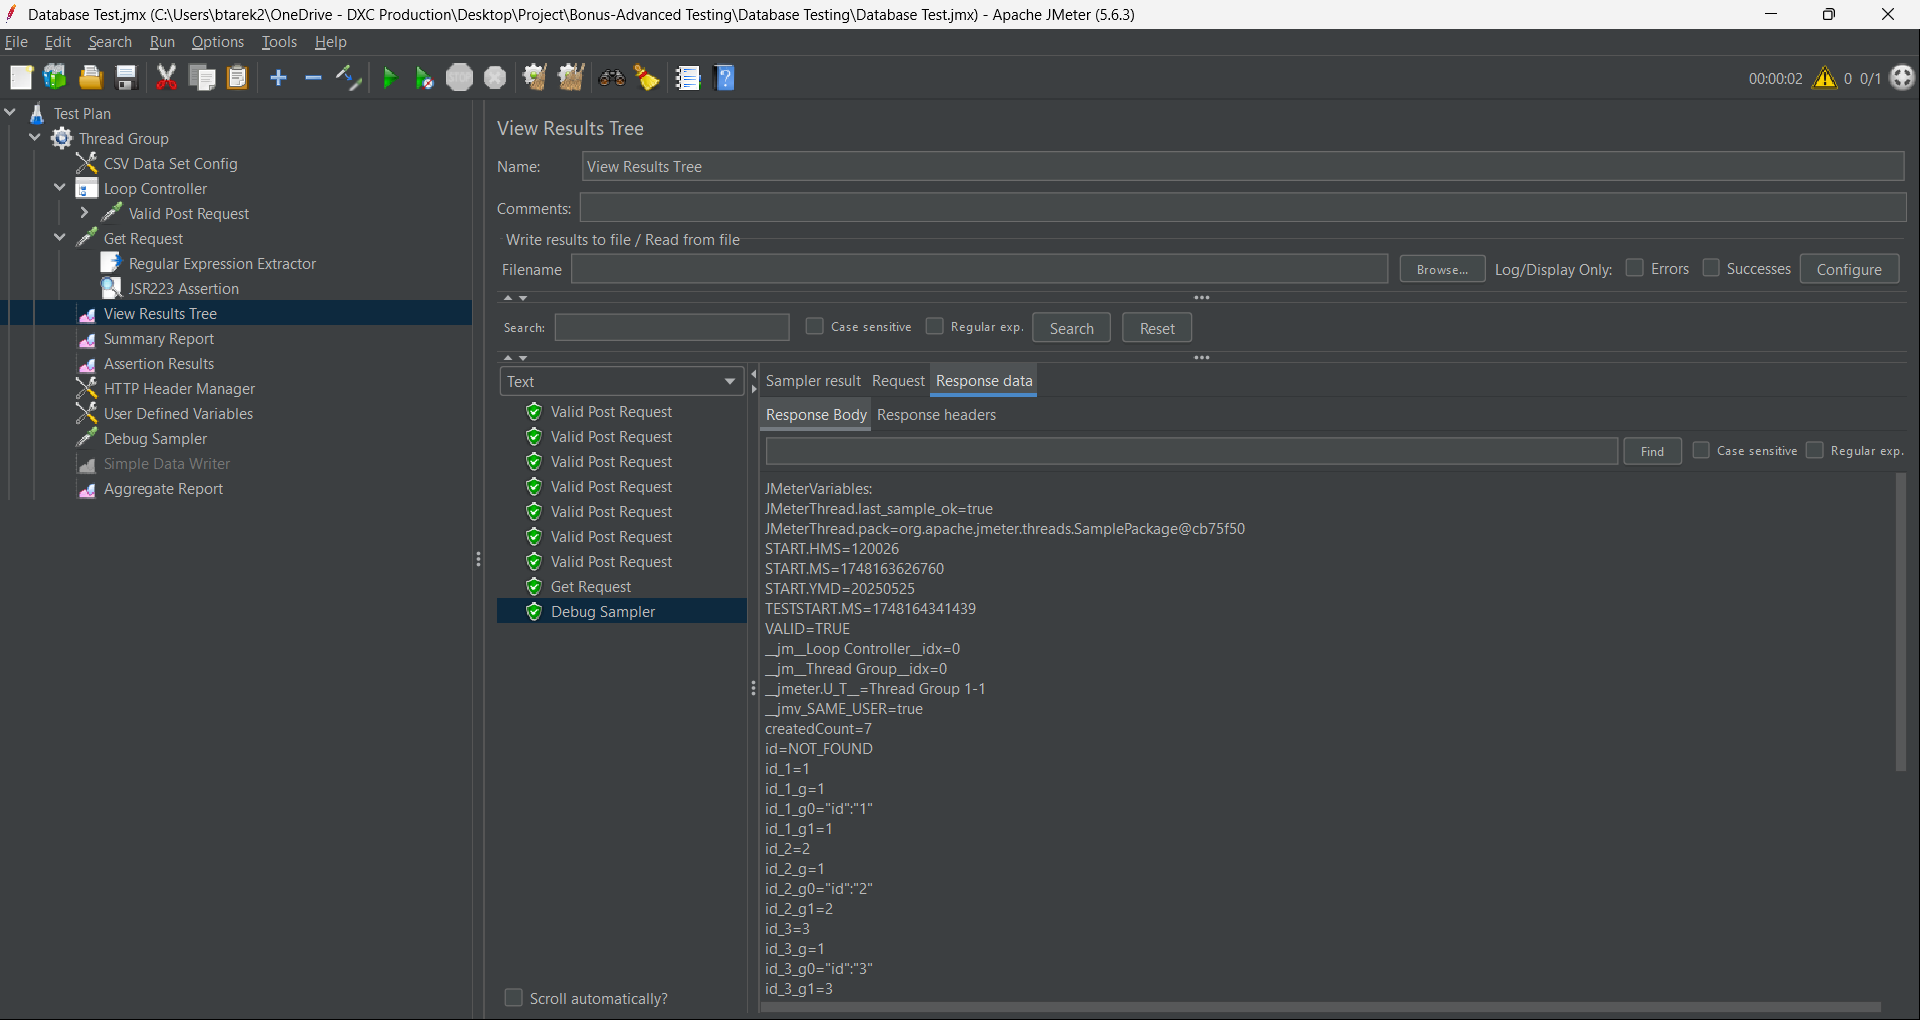 Database Test.jmx (C:\Users\btarek2\OneDrive - DXC Production\Desktop\Project\Bonus-Advanced Testing\Database Testing\Database Test.jmx) - Apache JMeter (5.6.3)
File Edit Search Run Options Tools Help
STOP
00:00:02 0 0/1
Test Plan
Thread Group
CSV Data Set Config
Loop Controller
Valid Post Request
Get Request
Regular Expression Extractor
JSR223 Assertion
View Results Tree
Summary Report
Assertion Results
HTTP Header Manager
User Defined Variables
Debug Sampler
Simple Data Writer
Aggregate Report
View Results Tree
Name: View Results Tree
Comments:
Write results to file / Read from file
Filename Browse... Log/Display Only: Errors Successes Configure
Search: Case sensitive Regular exp. Search Reset
Text
Valid Post Request
Valid Post Request
Valid Post Request
Valid Post Request
Valid Post Request
Valid Post Request
Valid Post Request
Get Request
Debug Sampler
Scroll automatically?
Sampler result Request Response data
Response Body Response headers
Find Case sensitive Regular exp.
JMeterVariables:
JMeterThread.last_sample_ok=true
JMeterThread.pack=org.apache.jmeter.threads.SamplePackage@cb75f50
START.HMS=120026
START.MS=1748163626760
START.YMD=20250525
TESTSTART.MS=1748164341439
VALID=TRUE
__jm__Loop Controller__idx=0
__jm__Thread Group__idx=0
__jmeter.U_T__=Thread Group 1-1
__jmv_SAME_USER=true
createdCount=7
id=NOT_FOUND
id_1=1
id_1_g=1
id_1_g0="id":"1"
id_1_g1=1
id_2=2
id_2_g=1
id_2_g0="id":"2"
id_2_g1=2
id_3=3
id_3_g=1
id_3_g0="id":"3"
id_3_g1=3